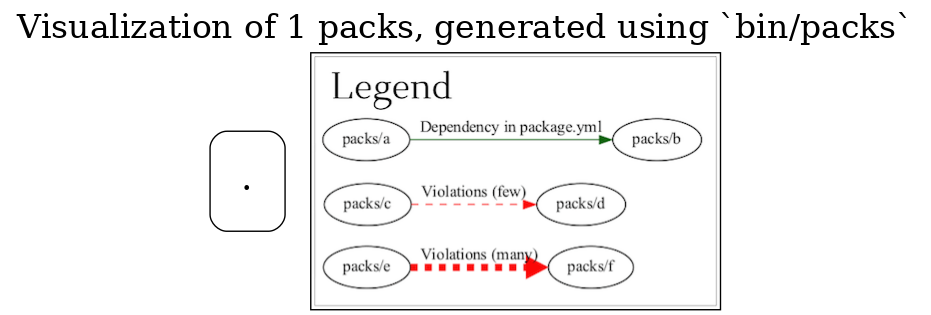 Visualization of 1 packs, generated using `bin/packs`
.
Legend
packs/a Dependency in package.yml packs/b
packs/c Violations (few) packs/d
packs/e Violations (many) packs/f